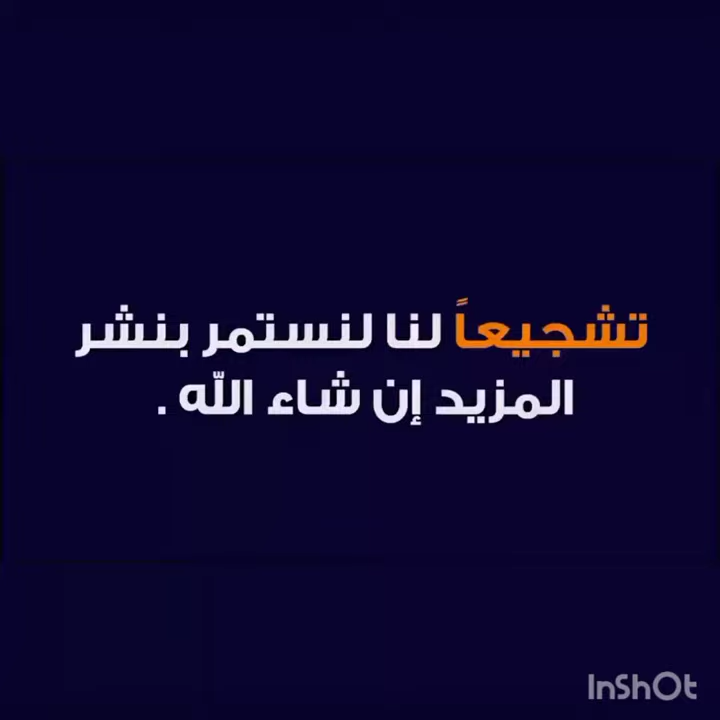 تشجيعاً لنا لنستمر بنشر
المزيد إن شاء الله .
InShOt